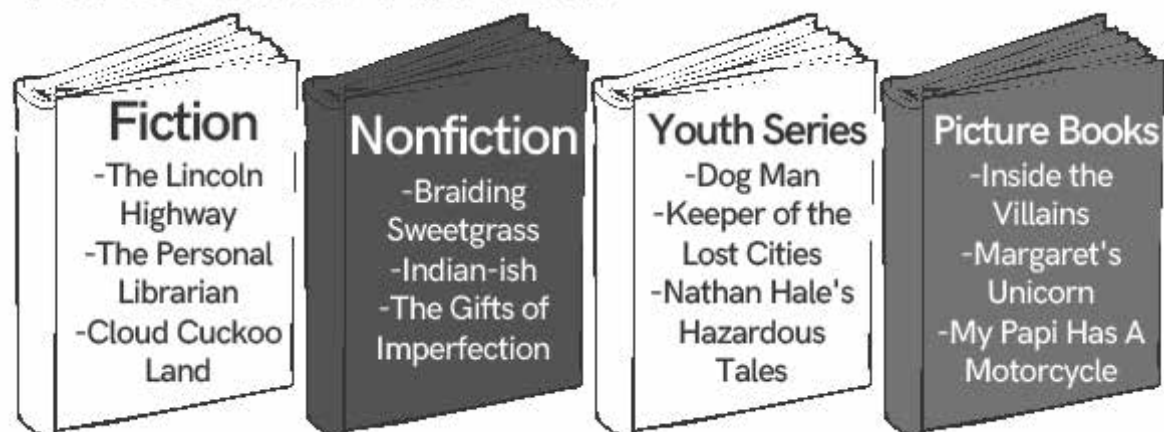 Fiction
-The Lincoln
Highway
-The Personal
Librarian
-Cloud Cuckoo
Land
Nonfiction
-Braiding
Sweetgrass
-Indian-ish
-The Gifts of
Imperfection
Youth Series
-Dog Man
-Keeper of the
Lost Cities
-Nathan Hale's
Hazardous
Tales
Picture Books
-Inside the
Villains
-Margaret's
Unicorn
-My Papi Has A
Motorcycle